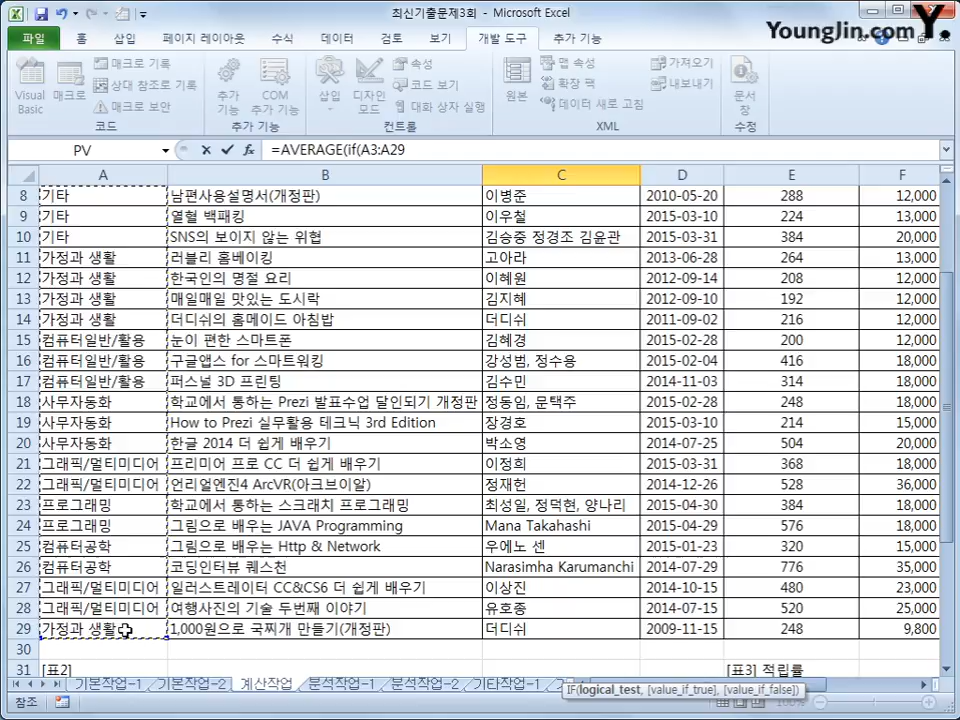 최신기출문제3회 - Microsoft Excel
Younglin.com Y.
파일 홈 삽입 페이지 레이아웃 수식 데이터 검토 보기 개발 도구 추가 기능
Visual Basic
매크로
매크로 기록
상대 참조로 기록
매크로 보안
코드
추가 기능
COM 추가 기능
추가 기능
삽입
디자인 모드
속성
코드 보기
대화 상자 실행
컨트롤
원본
맵 속성
확장 팩
데이터 새로 고침
가져오기
내보내기
XML
문서 창
수정
PV =AVERAGE(if(A3:A29
A B C D E F
8 기타 남편사용설명서(개정판) 이병준 2010-05-20 288 12,000
9 기타 열혈 백패킹 이우철 2015-03-10 224 13,000
10 기타 SNS의 보이지 않는 위협 김승중 정경조 김윤관 2015-03-31 384 20,000
11 가정과 생활 러블리 홈베이킹 고아라 2013-06-28 264 13,000
12 가정과 생활 한국인의 명절 요리 이혜원 2012-09-14 208 12,000
13 가정과 생활 매일매일 맛있는 도시락 김지혜 2012-09-10 192 12,000
14 가정과 생활 더디쉬의 홈메이드 아침밥 더디쉬 2011-09-02 216 12,000
15 컴퓨터일반/활용 눈이 편한 스마트폰 김혜경 2015-02-28 200 12,000
16 컴퓨터일반/활용 구글앱스 for 스마트워킹 강성범, 정수용 2015-02-04 416 18,000
17 컴퓨터일반/활용 퍼스널 3D 프린팅 김수민 2014-11-03 314 18,000
18 사무자동화 학교에서 통하는 Prezi 발표수업 달인되기 개정판 정동임, 문택주 2015-02-28 248 18,000
19 사무자동화 How to Prezi 실무활용 테크닉 3rd Edition 장경호 2015-03-10 214 15,000
20 사무자동화 한글 2014 더 쉽게 배우기 박소영 2014-07-25 504 20,000
21 그래픽/멀티미디어 프리미어 프로 CC 더 쉽게 배우기 이정희 2015-03-31 368 18,000
22 그래픽/멀티미디어 언리얼엔진4 ArcVR(아크브이알) 정재헌 2014-12-26 528 36,000
23 프로그래밍 학교에서 통하는 스크래치 프로그래밍 최성일, 정덕현, 양나리 2015-04-30 384 18,000
24 프로그래밍 그림으로 배우는 JAVA Programming Mana Takahashi 2015-04-29 576 18,000
25 컴퓨터공학 그림으로 배우는 Http & Network 우에노 센 2015-01-23 320 15,000
26 컴퓨터공학 코딩인터뷰 퀘스천 Narasimha Karumanchi 2014-07-29 776 35,000
27 그래픽/멀티미디어 일러스트레이터 CC&CS6 더 쉽게 배우기 이상진 2014-10-15 480 23,000
28 그래픽/멀티미디어 여행사진의 기술 두번째 이야기 유호종 2014-07-15 520 25,000
29 가정과 생활 1,000원으로 국찌개 만들기(개정판) 더디쉬 2009-11-15 248 9,800
30
31 [표2] [표3] 적립률
기본작업-1 기본작업-2 계산작업 분석작업-1 분석작업-2 기타작업-1
IF(logical_test, [value_if_true], [value_if_false])
참조 100%